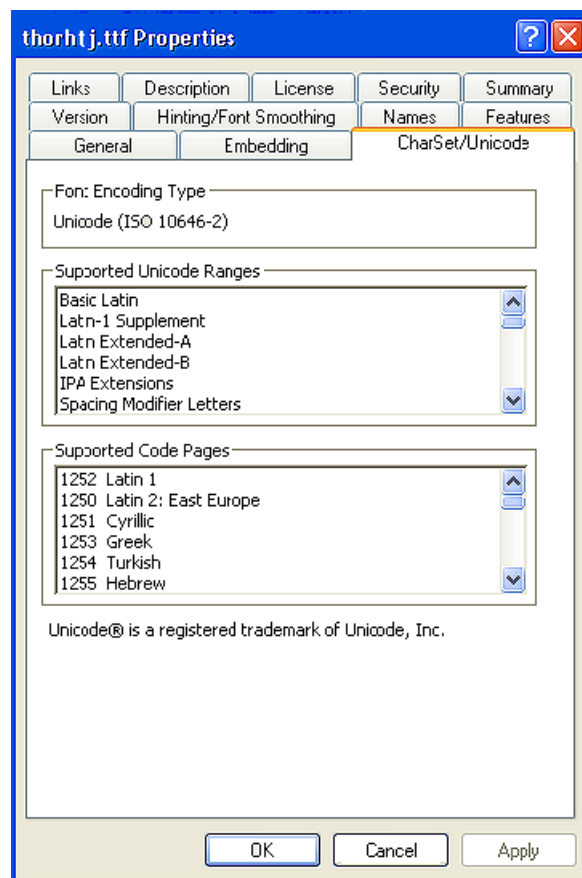 thorhtj.ttf Properties
Links Description License Security Summary
Version Hinting/Font Smoothing Names Features
General Embedding CharSet/Unicode
Font Encoding Type
Unicode (ISO 10646-2)
Supported Unicode Ranges
Basic Latin
Latin-1 Supplement
Latin Extended-A
Latin Extended-B
IPA Extensions
Spacing Modifier Letters
Supported Code Pages
1252 Latin 1
1250 Latin 2: East Europe
1251 Cyrillic
1253 Greek
1254 Turkish
1255 Hebrew
Unicode® is a registered trademark of Unicode, Inc.
OK Cancel Apply